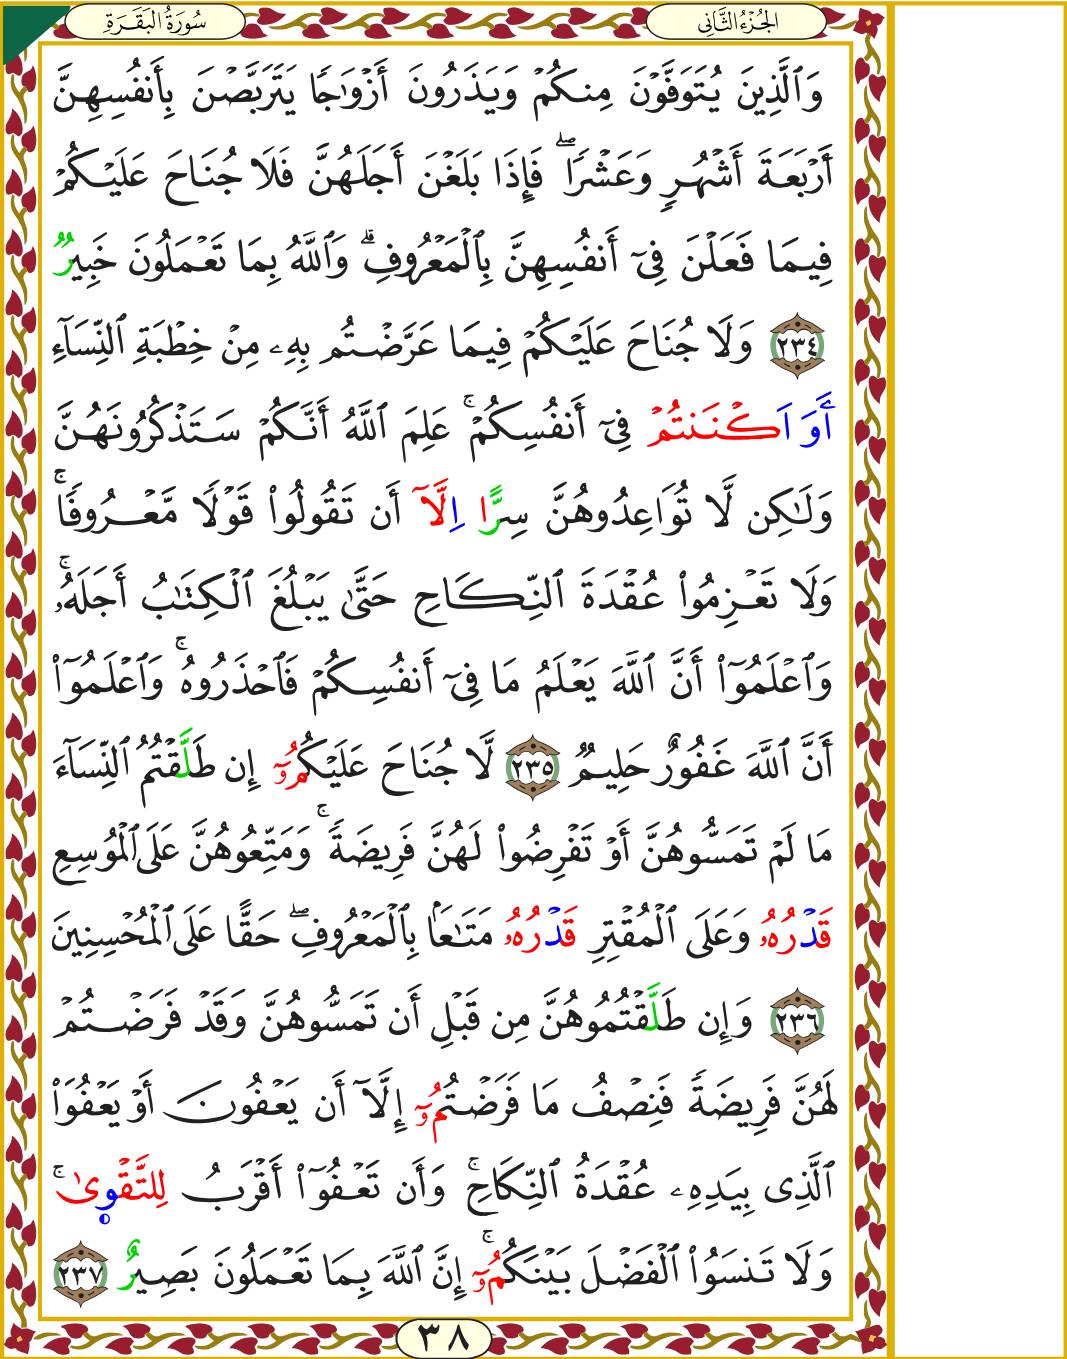 الجُزْءُ الثَّانِي
سُورَةُ البَقَرَةِ
وَٱلَّذِينَ يُتَوَفَّوْنَ مِنكُمْ وَيَذَرُونَ أَزْوَٰجًا يَتَرَبَّصْنَ بِأَنفُسِهِنَّ
أَرْبَعَةَ أَشْهُرٍ وَعَشْرًا ۖ فَإِذَا بَلَغْنَ أَجَلَهُنَّ فَلَا جُنَاحَ عَلَيْكُمْ
فِيمَا فَعَلْنَ فِىٓ أَنفُسِهِنَّ بِٱلْمَعْرُوفِ ۗ وَٱللَّهُ بِمَا تَعْمَلُونَ خَبِيرٌ
٢٣٤ وَلَا جُنَاحَ عَلَيْكُمْ فِيمَا عَرَّضْتُم بِهِۦ مِنْ خِطْبَةِ ٱلنِّسَآءِ
أَوَ اَكْنَنتُمْ فِىٓ أَنفُسِكُمْ ۚ عَلِمَ ٱللَّهُ أَنَّكُمْ سَتَذْكُرُونَهُنَّ
وَلَٰكِن لَّا تُوَاعِدُوهُنَّ سِرًّا اِلَّآ أَن تَقُولُوا۟ قَوْلًا مَّعْرُوفًا ۚ
وَلَا تَعْزِمُوا۟ عُقْدَةَ ٱلنِّكَاحِ حَتَّىٰ يَبْلُغَ ٱلْكِتَٰبُ أَجَلَهُۥ ۚ
وَٱعْلَمُوٓا۟ أَنَّ ٱللَّهَ يَعْلَمُ مَا فِىٓ أَنفُسِكُمْ فَٱحْذَرُوهُ ۚ وَٱعْلَمُوٓا۟
أَنَّ ٱللَّهَ غَفُورٌ حَلِيمٌ ٢٣٥ لَّا جُنَاحَ عَلَيْكُمُۥٓ إِن طَلَّقْتُمُ ٱلنِّسَآءَ
مَا لَمْ تَمَسُّوهُنَّ أَوْ تَفْرِضُوا۟ لَهُنَّ فَرِيضَةً ۚ وَمَتِّعُوهُنَّ عَلَى ٱلْمُوسِعِ
قَدْرُهُۥ وَعَلَى ٱلْمُقْتِرِ قَدْرُهُۥ مَتَٰعًۢا بِٱلْمَعْرُوفِ ۖ حَقًّا عَلَى ٱلْمُحْسِنِينَ
٢٣٦ وَإِن طَلَّقْتُمُوهُنَّ مِن قَبْلِ أَن تَمَسُّوهُنَّ وَقَدْ فَرَضْتُمْ
لَهُنَّ فَرِيضَةً فَنِصْفُ مَا فَرَضْتُمُۥٓ إِلَّآ أَن يَعْفُونَ أَوْ يَعْفُوَا۟
ٱلَّذِى بِيَدِهِۦ عُقْدَةُ ٱلنِّكَاحِ ۚ وَأَن تَعْفُوٓا۟ أَقْرَبُ لِلتَّقْوِىٰ ۚ
وَلَا تَنسَوُا۟ ٱلْفَضْلَ بَيْنَكُمُۥٓ ۚ إِنَّ ٱللَّهَ بِمَا تَعْمَلُونَ بَصِيرٌ ٢٣٧
٣٨